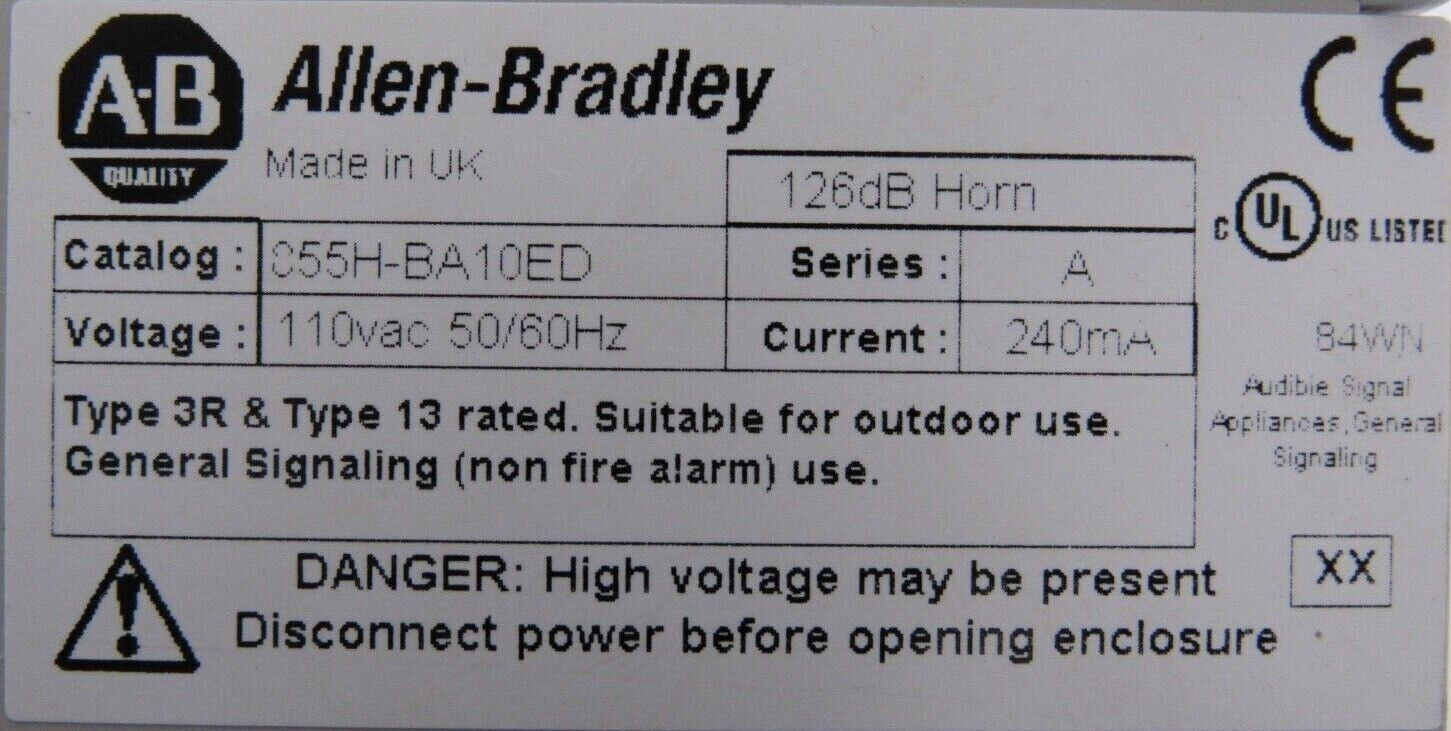 A-B
QUALITY
Allen-Bradley
Made in UK
126dB Horn
Catalog : 855H-BA10ED
Series : A
Voltage : 110vac 50/60Hz
Current : 240mA
Type 3R & Type 13 rated. Suitable for outdoor use.
General Signaling (non fire alarm) use.
DANGER: High voltage may be present
Disconnect power before opening enclosure
CE
C UL US LISTED
84WN
Audible Signal
Appliances, General
Signaling
XX